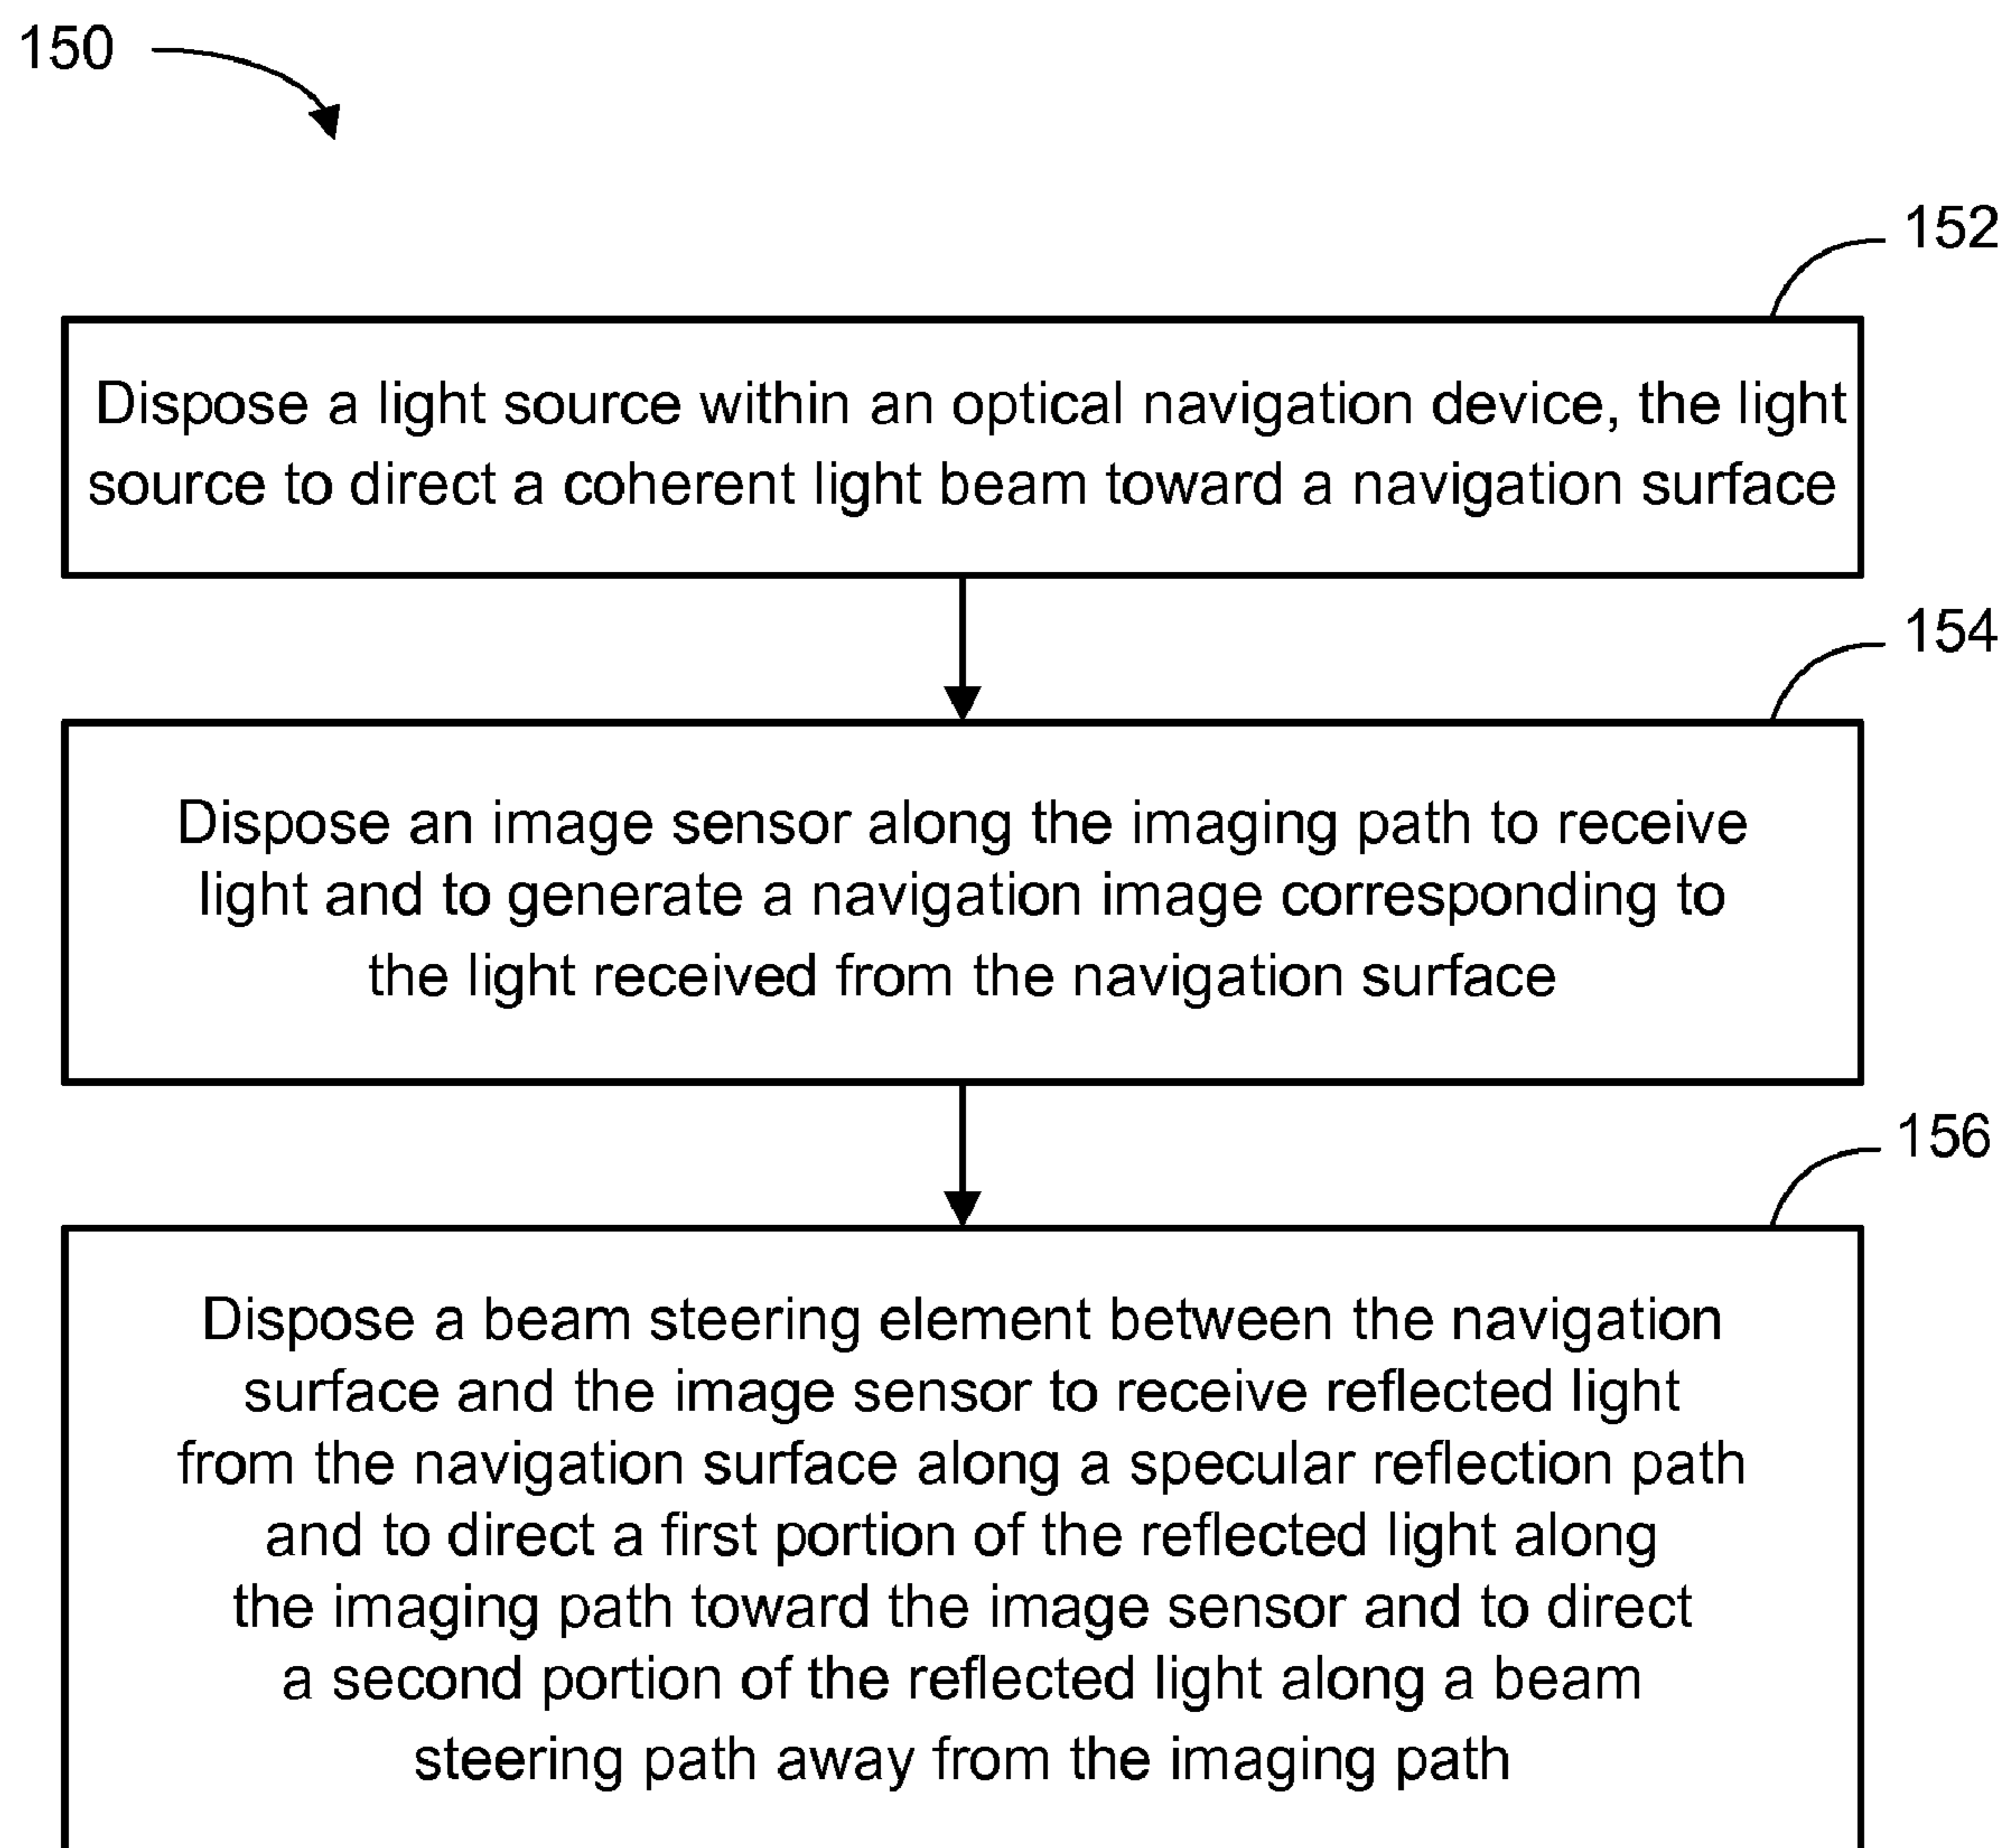 150
152
Dispose a light source within an optical navigation device, the light
source to direct a coherent light beam toward a navigation surface
154
Dispose an image sensor along the imaging path to receive
light and to generate a navigation image corresponding to
the light received from the navigation surface
156
Dispose a beam steering element between the navigation
surface and the image sensor to receive reflected light
from the navigation surface along a specular reflection path
and to direct a first portion of the reflected light along
the imaging path toward the image sensor and to direct
a second portion of the reflected light along a beam
steering path away from the imaging path